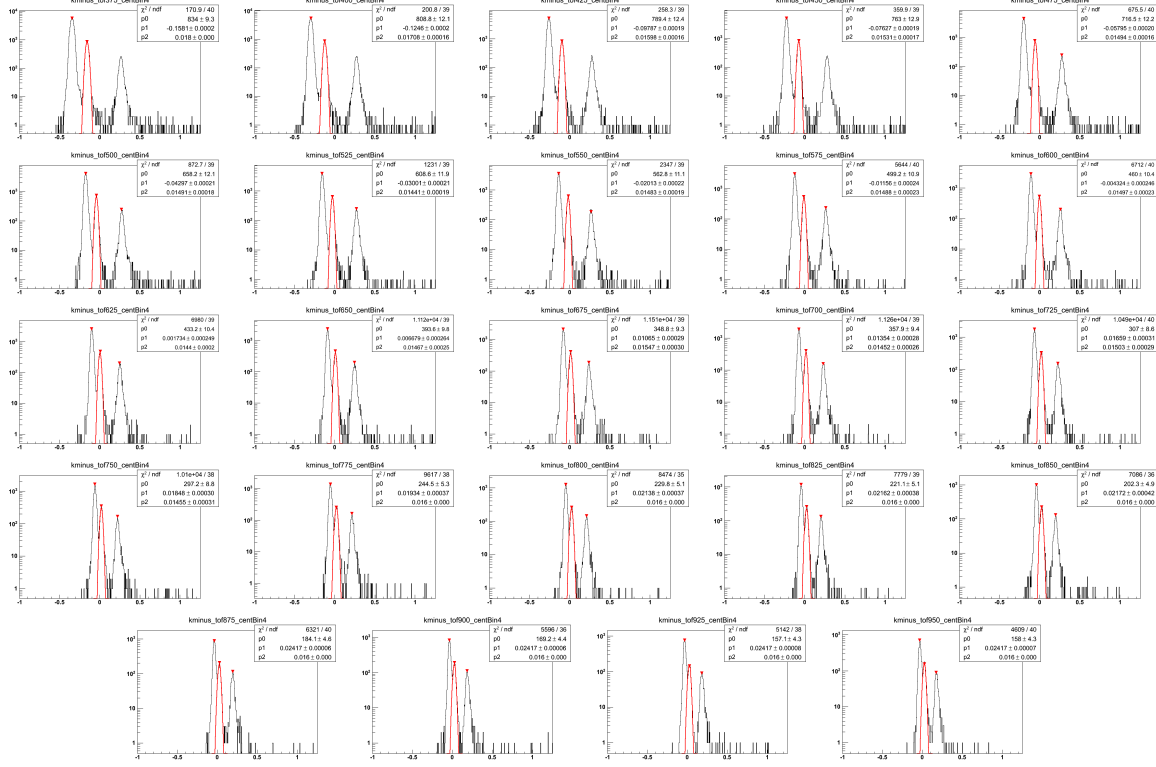 kminus_tof375_centBin4
χ² / ndf 170.9 / 40
p0 834 ± 9.3
p1 -0.1581 ± 0.0002
p2 0.018 ± 0.000
kminus_tof400_centBin4
χ² / ndf 200.8 / 39
p0 808.8 ± 12.1
p1 -0.1246 ± 0.0002
p2 0.01708 ± 0.00016
kminus_tof425_centBin4
χ² / ndf 258.3 / 39
p0 789.4 ± 12.4
p1 -0.09787 ± 0.00019
p2 0.01598 ± 0.00016
kminus_tof450_centBin4
χ² / ndf 359.9 / 39
p0 763 ± 12.9
p1 -0.07627 ± 0.00019
p2 0.01531 ± 0.00017
kminus_tof475_centBin4
χ² / ndf 675.5 / 40
p0 716.5 ± 12.2
p1 -0.05795 ± 0.00020
p2 0.01494 ± 0.00016
kminus_tof500_centBin4
χ² / ndf 872.7 / 39
p0 658.2 ± 12.1
p1 -0.04297 ± 0.00021
p2 0.01491 ± 0.00018
kminus_tof525_centBin4
χ² / ndf 1231 / 39
p0 608.6 ± 11.9
p1 -0.03001 ± 0.00021
p2 0.01441 ± 0.00019
kminus_tof550_centBin4
χ² / ndf 2347 / 39
p0 562.8 ± 11.1
p1 -0.02013 ± 0.00022
p2 0.01483 ± 0.00019
kminus_tof575_centBin4
χ² / ndf 5644 / 40
p0 499.2 ± 10.9
p1 -0.01156 ± 0.00024
p2 0.01488 ± 0.00023
kminus_tof600_centBin4
χ² / ndf 6712 / 40
p0 460 ± 10.4
p1 -0.004324 ± 0.000246
p2 0.01497 ± 0.00023
kminus_tof625_centBin4
χ² / ndf 6980 / 39
p0 433.2 ± 10.4
p1 0.001734 ± 0.000249
p2 0.0144 ± 0.0002
kminus_tof650_centBin4
χ² / ndf 1.112e+04 / 39
p0 393.6 ± 9.8
p1 0.006679 ± 0.000264
p2 0.01467 ± 0.00025
kminus_tof675_centBin4
χ² / ndf 1.151e+04 / 39
p0 348.8 ± 9.3
p1 0.01065 ± 0.00029
p2 0.01547 ± 0.00030
kminus_tof700_centBin4
χ² / ndf 1.126e+04 / 39
p0 357.9 ± 9.4
p1 0.01354 ± 0.00028
p2 0.01452 ± 0.00026
kminus_tof725_centBin4
χ² / ndf 1.049e+04 / 40
p0 307 ± 8.6
p1 0.01659 ± 0.00031
p2 0.01503 ± 0.00029
kminus_tof750_centBin4
χ² / ndf 1.01e+04 / 38
p0 297.2 ± 8.8
p1 0.01848 ± 0.00030
p2 0.01455 ± 0.00031
kminus_tof775_centBin4
χ² / ndf 9617 / 38
p0 244.5 ± 5.3
p1 0.01934 ± 0.00037
p2 0.016 ± 0.000
kminus_tof800_centBin4
χ² / ndf 8474 / 35
p0 229.8 ± 5.1
p1 0.02138 ± 0.00037
p2 0.016 ± 0.000
kminus_tof825_centBin4
χ² / ndf 7779 / 39
p0 221.1 ± 5.1
p1 0.02162 ± 0.00038
p2 0.016 ± 0.000
kminus_tof850_centBin4
χ² / ndf 7086 / 36
p0 202.3 ± 4.9
p1 0.02172 ± 0.00042
p2 0.016 ± 0.000
kminus_tof875_centBin4
χ² / ndf 6321 / 40
p0 184.1 ± 4.6
p1 0.02417 ± 0.00006
p2 0.016 ± 0.000
kminus_tof900_centBin4
χ² / ndf 5596 / 36
p0 169.2 ± 4.4
p1 0.02417 ± 0.00006
p2 0.016 ± 0.000
kminus_tof925_centBin4
χ² / ndf 5142 / 38
p0 157.1 ± 4.3
p1 0.02417 ± 0.00008
p2 0.016 ± 0.000
kminus_tof950_centBin4
χ² / ndf 4609 / 40
p0 158 ± 4.3
p1 0.02417 ± 0.00007
p2 0.016 ± 0.000